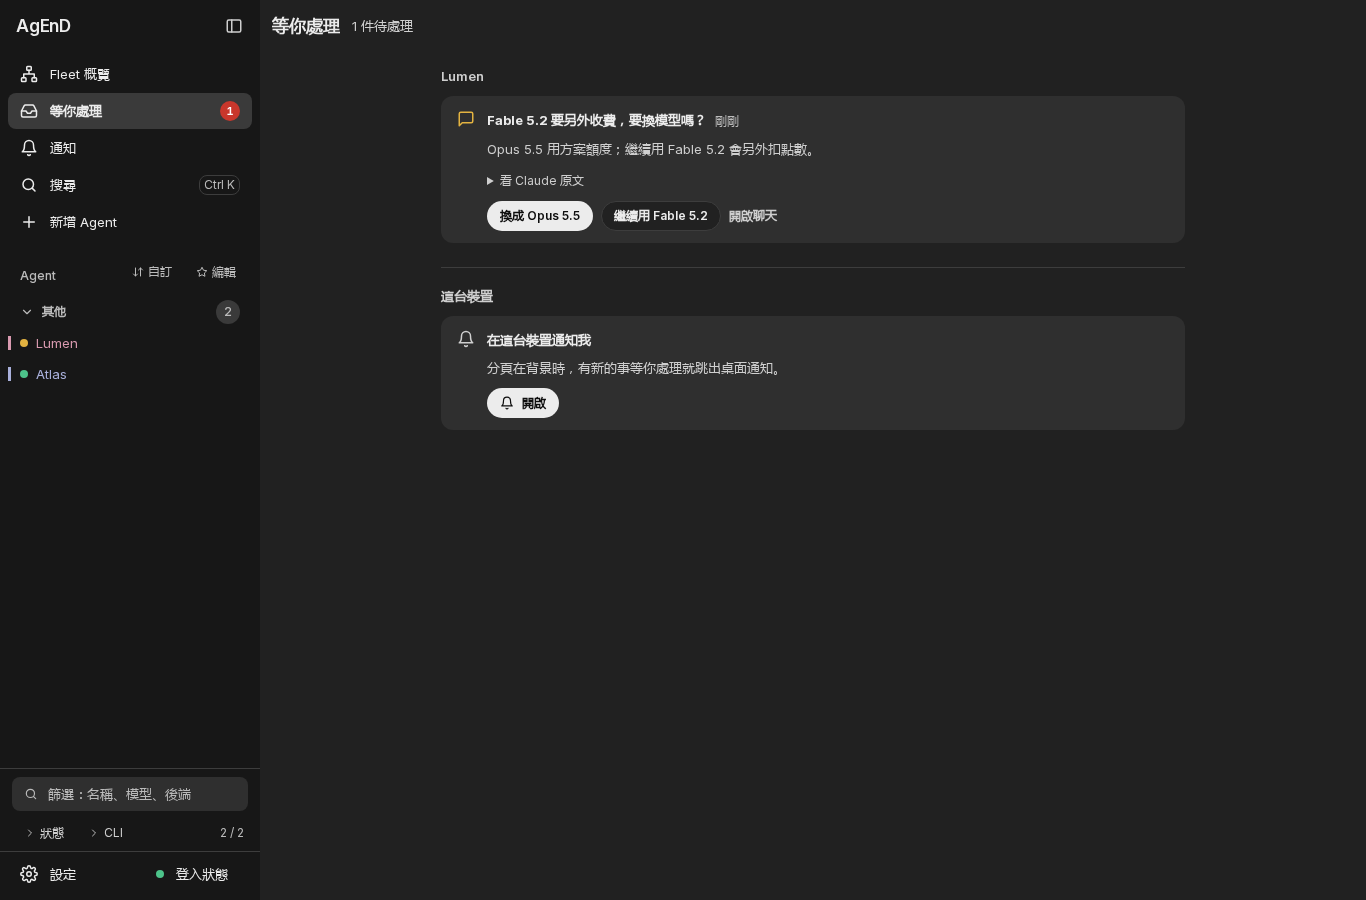 AgEnD
Fleet 概覽
等你處理 1
通知
搜尋 Ctrl K
新增 Agent
Agent 自訂 編輯
其他 2
Lumen
Atlas
篩選：名稱、模型、後端
狀態 CLI 2 / 2
設定 登入狀態
等你處理 1 件待處理
Lumen
Fable 5.2 要另外收費，要換模型嗎？ 剛剛
Opus 5.5 用方案額度；繼續用 Fable 5.2 會另外扣點數。
看 Claude 原文
換成 Opus 5.5 繼續用 Fable 5.2 開啟聊天
這台裝置
在這台裝置通知我
分頁在背景時，有新的事等你處理就跳出桌面通知。
開啟